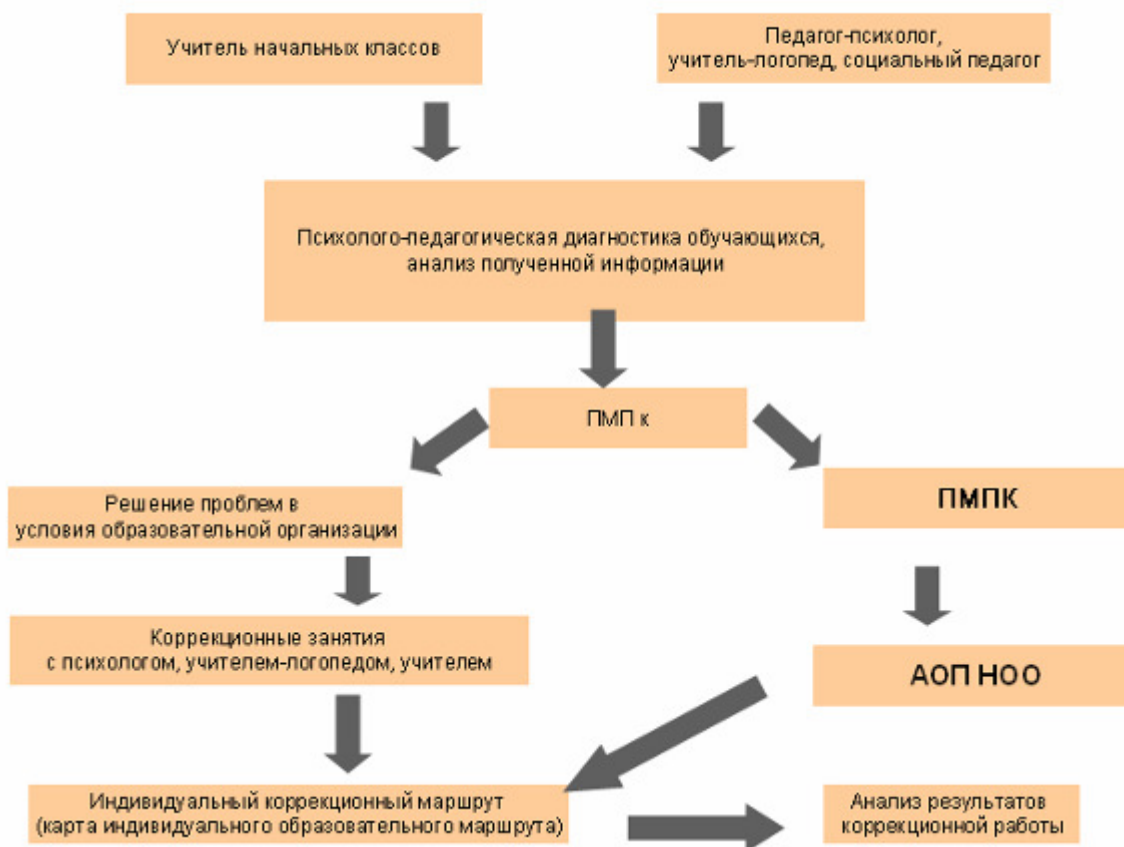 Учитель начальных классов
Педагог-психолог,
учитель-логопед, социальный педагог
Психолого-педагогическая диагностика обучающихся,
анализ полученной информации
ПМП к
Решение проблем в
условия образовательной организации
ПМПК
Коррекционные занятия
с психологом, учителем-логопедом, учителем
АОП НОО
Индивидуальный коррекционный маршрут
(карта индивидуального образовательного маршрута)
Анализ результатов
коррекционной работы